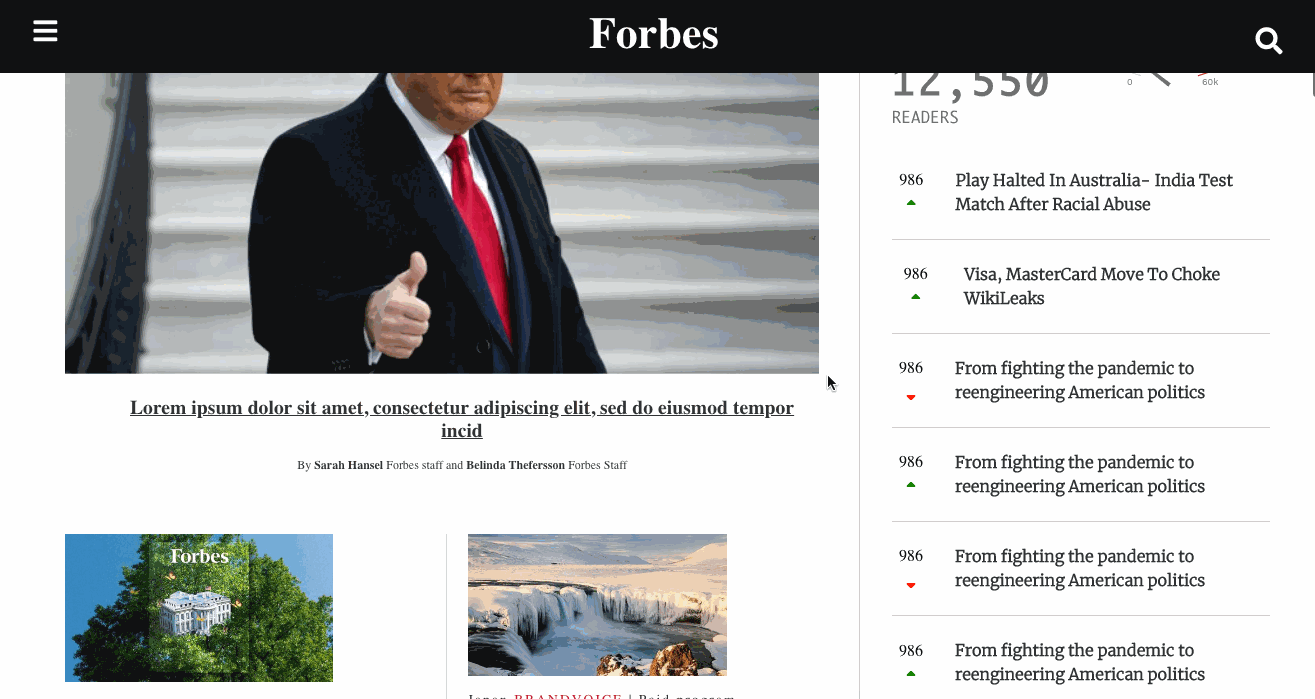 Forbes
12,550
0
60k
READERS
986
Play Halted In Australia- India Test
Match After Racial Abuse
986
Visa, MasterCard Move To Choke
WikiLeaks
986
From fighting the pandemic to
reengineering American politics
986
From fighting the pandemic to
reengineering American politics
986
From fighting the pandemic to
reengineering American politics
986
From fighting the pandemic to
reengineering American politics
Lorem ipsum dolor sit amet, consectetur adipiscing elit, sed do eiusmod tempor
incid
By Sarah Hansel Forbes staff and Belinda Thefersson Forbes Staff
Forbes
Japan BRANDVOICE | Paid program